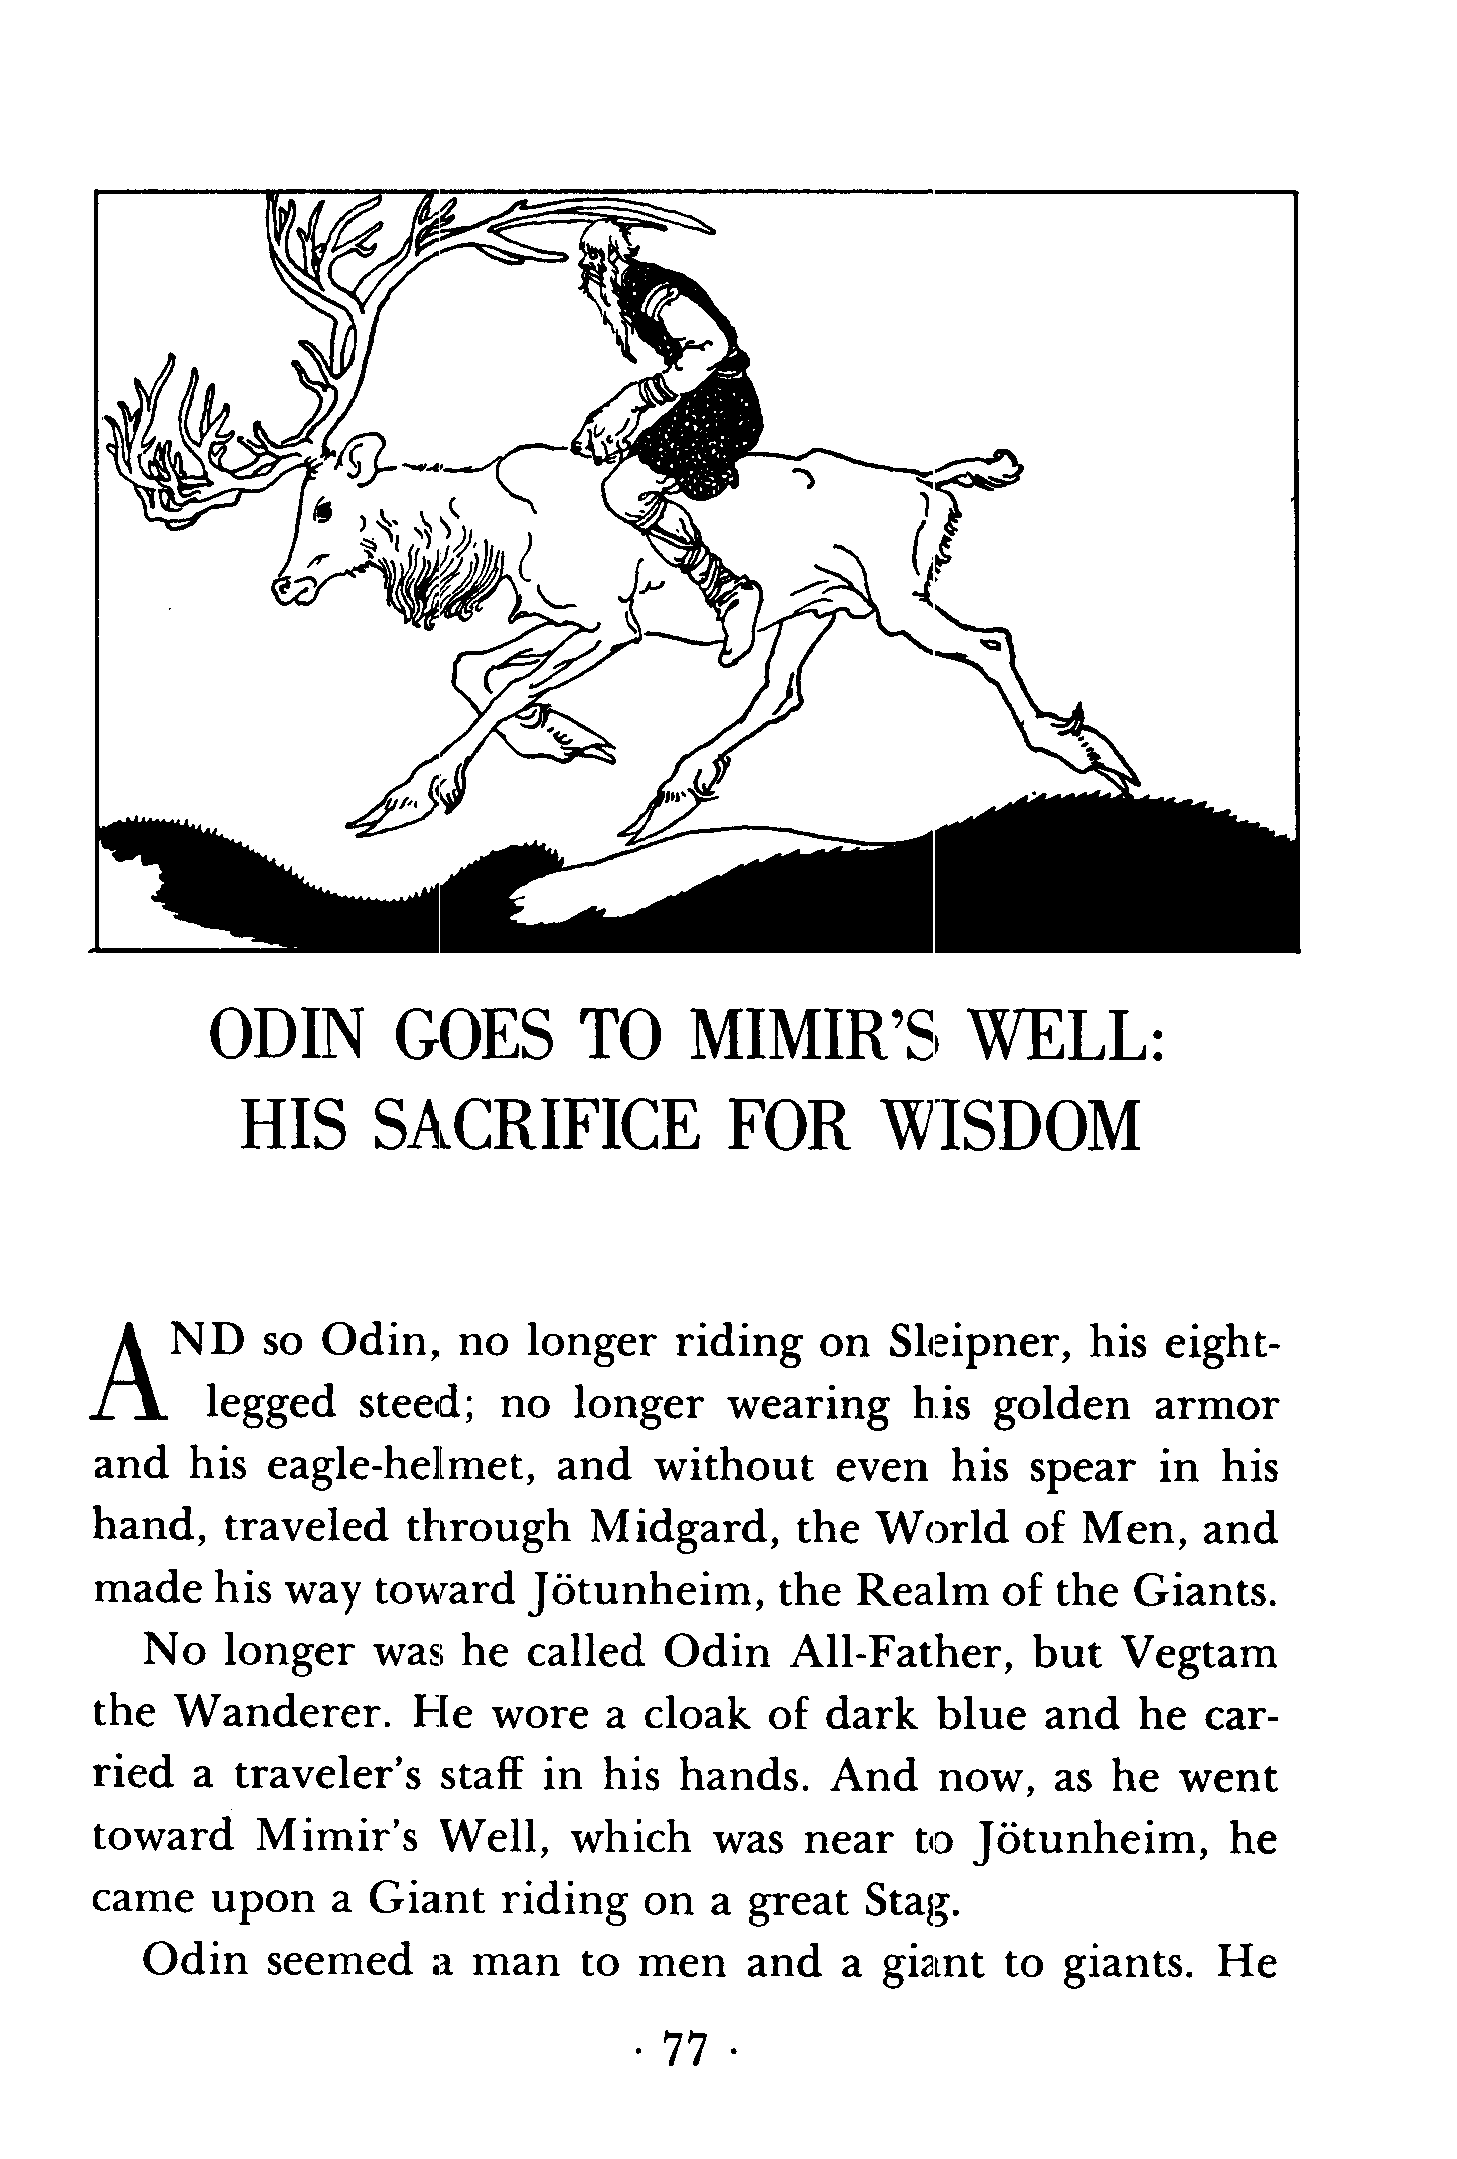 ODIN GOES TO MIMIR'S WELL:
HIS SACRIFICE FOR WISDOM
AND so Odin, no longer riding on Sleipner, his eight-
legged steed; no longer wearing his golden armor
and his eagle-helmet, and without even his spear in his
hand, traveled through Midgard, the World of Men, and
made his way toward Jötunheim, the Realm of the Giants.
No longer was he called Odin All-Father, but Vegtam
the Wanderer. He wore a cloak of dark blue and he car-
ried a traveler's staff in his hands. And now, as he went
toward Mimir's Well, which was near to Jötunheim, he
came upon a Giant riding on a great Stag.
Odin seemed a man to men and a giant to giants. He
· 77 ·